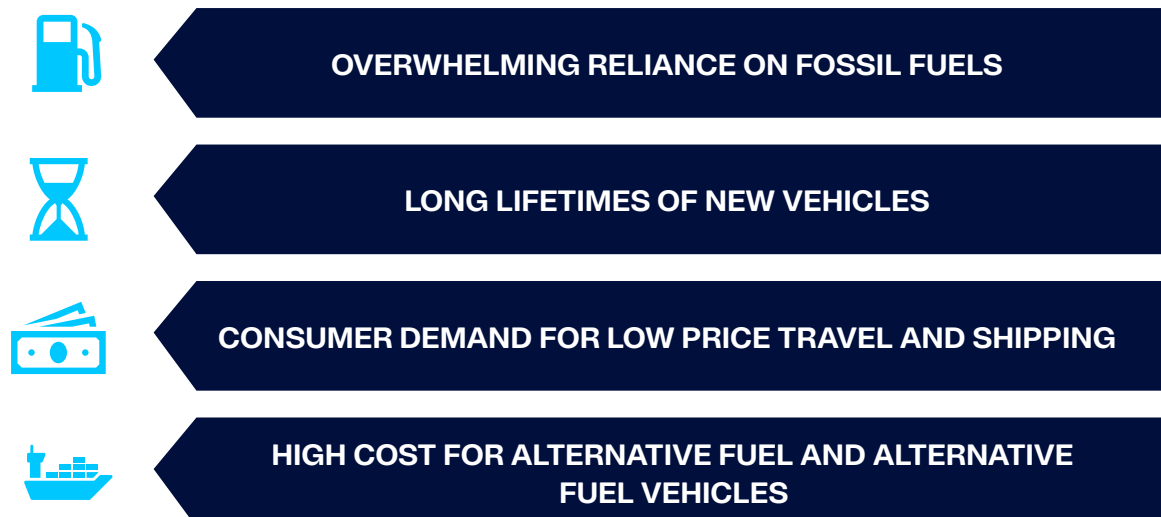 OVERWHELMING RELIANCE ON FOSSIL FUELS
LONG LIFETIMES OF NEW VEHICLES
CONSUMER DEMAND FOR LOW PRICE TRAVEL AND SHIPPING
HIGH COST FOR ALTERNATIVE FUEL AND ALTERNATIVE
FUEL VEHICLES